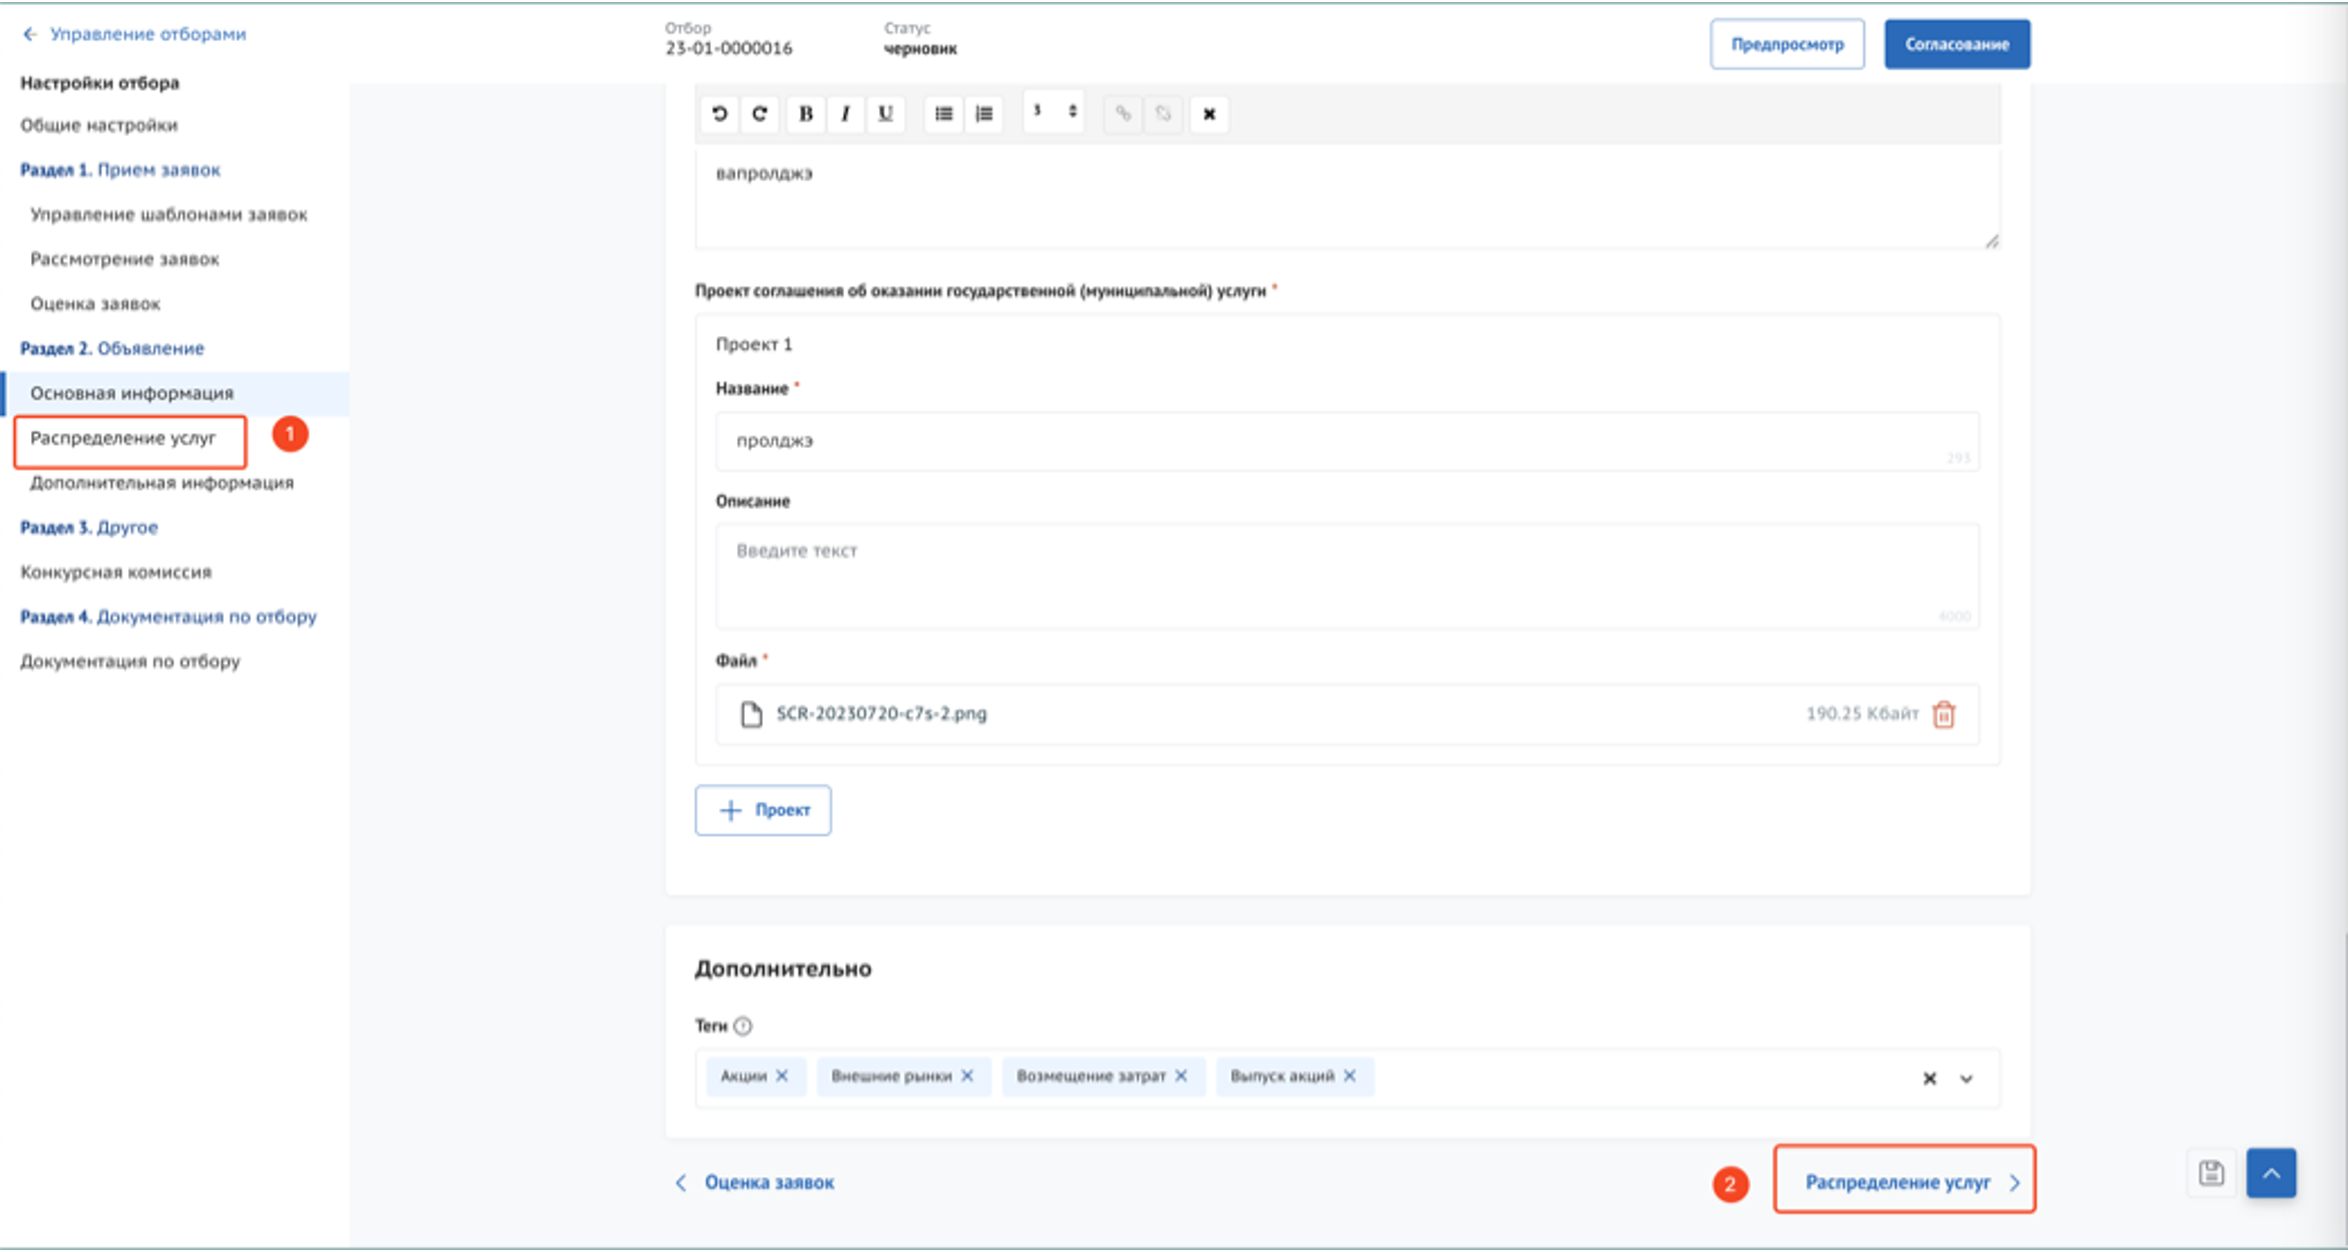 ← Управление отборами
Отбор
23-01-0000016
Статус
черновик
Предпросмотр
Согласование
Настройки отбора
Общие настройки
Раздел 1. Прием заявок
Управление шаблонами заявок
Рассмотрение заявок
Оценка заявок
Раздел 2. Объявление
Основная информация
Распределение услуг
1
Дополнительная информация
Раздел 3. Другое
Конкурсная комиссия
Раздел 4. Документация по отбору
Документация по отбору
B I U
3
вапролджэ
Проект соглашения об оказании государственной (муниципальной) услуги *
Проект 1
Название *
пролджэ
293
Описание
Введите текст
4000
Файл *
SCR-20230720-c7s-2.png
190.25 Кбайт
+ Проект
Дополнительно
Теги
Акции ×
Внешние рынки ×
Возмещение затрат ×
Выпуск акций ×
< Оценка заявок
2
Распределение услуг >